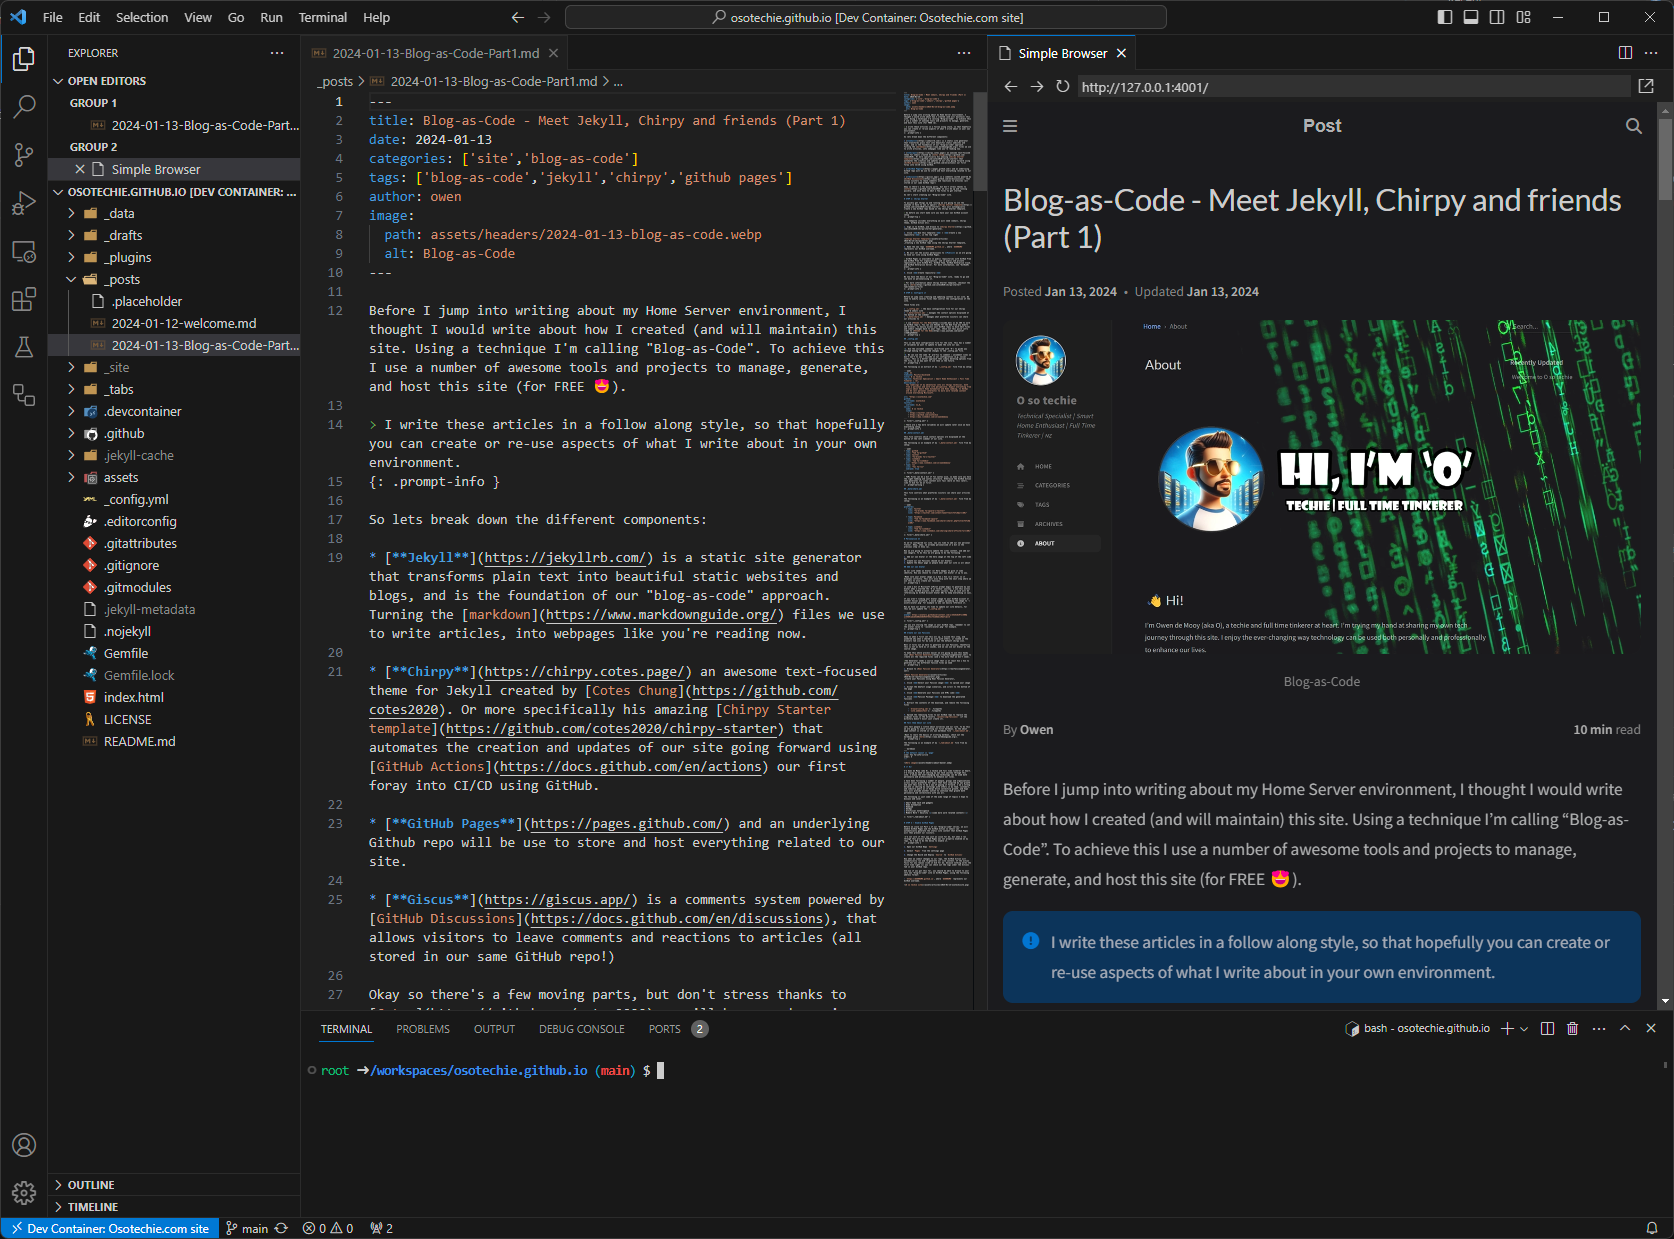 File Edit Selection View Go Run Terminal Help
osotechie.github.io [Dev Container: Osotechie.com site]
EXPLORER
OPEN EDITORS
GROUP 1
2024-01-13-Blog-as-Code-Part...
GROUP 2
Simple Browser
OSOTECHIE.GITHUB.IO [DEV CONTAINER: ...
_data
_drafts
_plugins
_posts
.placeholder
2024-01-12-welcome.md
2024-01-13-Blog-as-Code-Part...
_site
_tabs
.devcontainer
.github
.jekyll-cache
assets
_config.yml
.editorconfig
.gitattributes
.gitignore
.gitmodules
.jekyll-metadata
.nojekyll
Gemfile
Gemfile.lock
index.html
LICENSE
README.md
OUTLINE
TIMELINE
2024-01-13-Blog-as-Code-Part1.md
_posts > 2024-01-13-Blog-as-Code-Part1.md > ...
1 ---
2 title: Blog-as-Code - Meet Jekyll, Chirpy and friends (Part 1)
3 date: 2024-01-13
4 categories: ['site','blog-as-code']
5 tags: ['blog-as-code','jekyll','chirpy','github pages']
6 author: owen
7 image:
8 path: assets/headers/2024-01-13-blog-as-code.webp
9 alt: Blog-as-Code
10 ---
11
12 Before I jump into writing about my Home Server environment, I
thought I would write about how I created (and will maintain) this
site. Using a technique I'm calling "Blog-as-Code". To achieve this
I use a number of awesome tools and projects to manage, generate,
and host this site (for FREE 😍).
13
14 > I write these articles in a follow along style, so that hopefully
you can create or re-use aspects of what I write about in your own
environment.
15 {: .prompt-info }
16
17 So lets break down the different components:
18
19 * [**Jekyll**](https://jekyllrb.com/) is a static site generator
that transforms plain text into beautiful static websites and
blogs, and is the foundation of our "blog-as-code" approach.
Turning the [markdown](https://www.markdownguide.org/) files we use
to write articles, into webpages like you're reading now.
20
21 * [**Chirpy**](https://chirpy.cotes.page/) an awesome text-focused
theme for Jekyll created by [Cotes Chung](https://github.com/
cotes2020). Or more specifically his amazing [Chirpy Starter
template](https://github.com/cotes2020/chirpy-starter) that
automates the creation and updates of our site going forward using
[GitHub Actions](https://docs.github.com/en/actions) our first
foray into CI/CD using GitHub.
22
23 * [**GitHub Pages**](https://pages.github.com/) and an underlying
Github repo will be use to store and host everything related to our
site.
24
25 * [**Giscus**](https://giscus.app/) is a comments system powered by
[GitHub Discussions](https://docs.github.com/en/discussions), that
allows visitors to leave comments and reactions to articles (all
stored in our same GitHub repo!)
26
27 Okay so there's a few moving parts, but don't stress thanks to
Simple Browser
http://127.0.0.1:4001/
Post
Blog-as-Code - Meet Jekyll, Chirpy and friends
(Part 1)
Posted Jan 13, 2024 • Updated Jan 13, 2024
O so techie
Technical Specialist | Smart
Home Enthusiast | Full Time
Tinkerer | nz
HOME
CATEGORIES
TAGS
ARCHIVES
ABOUT
Home › About
Search...
About
Recently Updated
Welcome to O so techie
HI, I'M 'O'
TECHIE | FULL TIME TINKERER
👋 Hi!
I'm Owen de Mooy (aka O), a techie and full time tinkerer at heart. I'm trying my hand at sharing my own tech
journey through this site. I enjoy the ever-changing way technology can be used both personally and professionally
to enhance our lives.
Blog-as-Code
By Owen
10 min read
Before I jump into writing about my Home Server environment, I thought I would write
about how I created (and will maintain) this site. Using a technique I'm calling “Blog-as-
Code”. To achieve this I use a number of awesome tools and projects to manage,
generate, and host this site (for FREE 😍).
I write these articles in a follow along style, so that hopefully you can create or
re-use aspects of what I write about in your own environment.
TERMINAL PROBLEMS OUTPUT DEBUG CONSOLE PORTS 2
bash - osotechie.github.io
root ➜/workspaces/osotechie.github.io (main) $
Dev Container: Osotechie.com site main 0 0 2